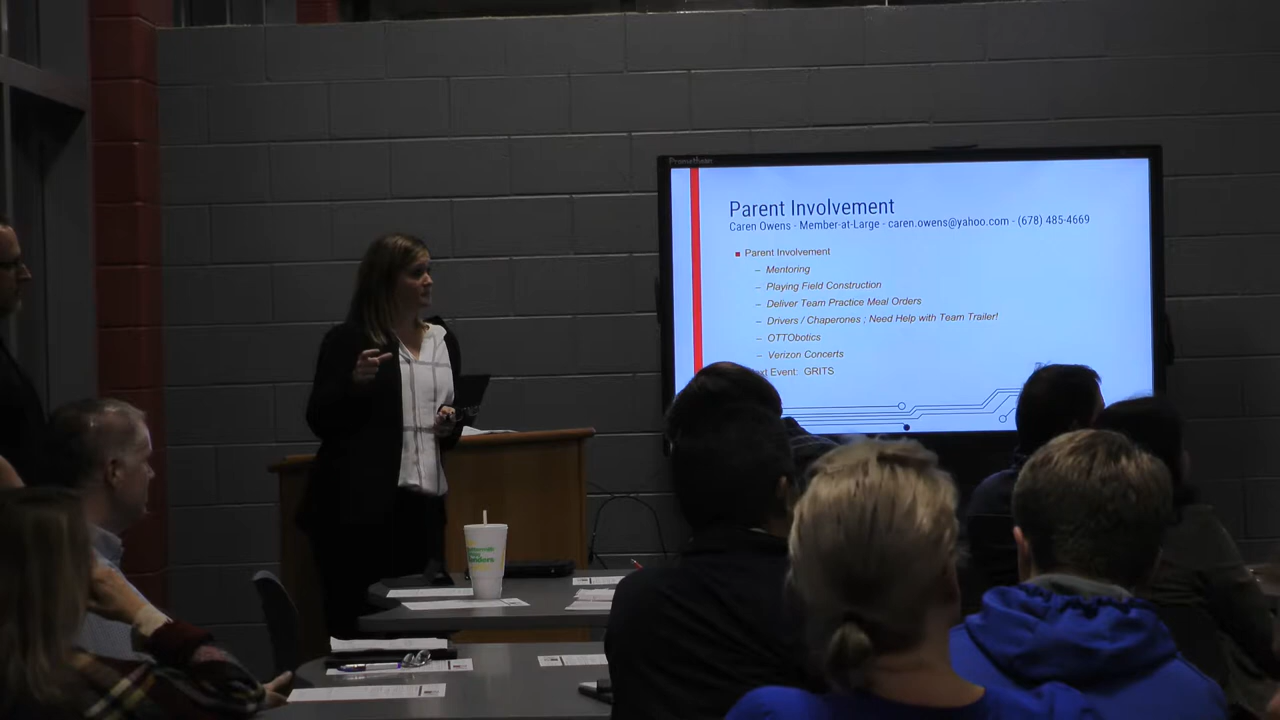 Promethean
Parent Involvement
Caren Owens - Member-at-Large - caren.owens@yahoo.com - (678) 485-4669
Parent Involvement
– Mentoring
– Playing Field Construction
– Deliver Team Practice Meal Orders
– Drivers / Chaperones ; Need Help with Team Trailer!
– OTTObotics
– Verizon Concerts
Event: GRITS